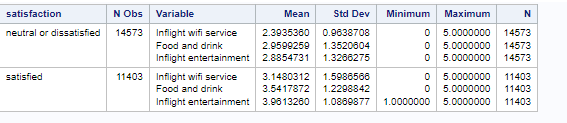 satisfaction N Obs Variable Mean Std Dev Minimum Maximum N
neutral or dissatisfied 14573 Inflight wifi service 2.3935360 0.9638708 0 5.0000000 14573
Food and drink 2.9599259 1.3520604 0 5.0000000 14573
Inflight entertainment 2.8854731 1.3266275 0 5.0000000 14573
satisfied 11403 Inflight wifi service 3.1480312 1.5986566 0 5.0000000 11403
Food and drink 3.5417872 1.2298842 0 5.0000000 11403
Inflight entertainment 3.9613260 1.0869877 1.0000000 5.0000000 11403